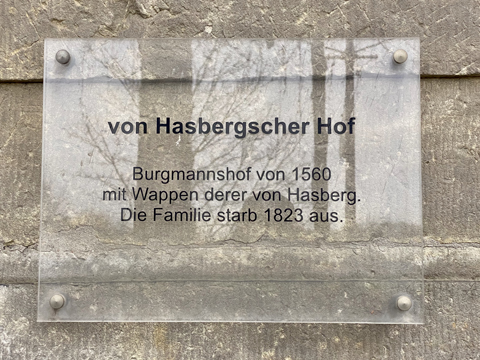 von Hasbergscher Hof
Burgmannshof von 1560
mit Wappen derer von Hasberg.
Die Familie starb 1823 aus.